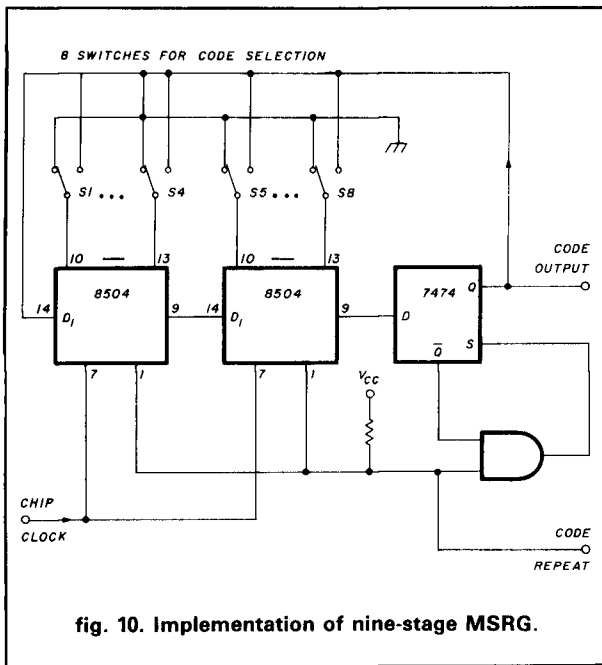 8 SWITCHES FOR CODE SELECTION
S1 ... S4 S5 ... S8
10 13 10 13
8504 8504 7474
14 D1 9 14 D1 9 D Q
Q S
7 1 7 1
VCC
CODE
OUTPUT
CHIP
CLOCK
CODE
REPEAT
fig. 10. Implementation of nine-stage MSRG.